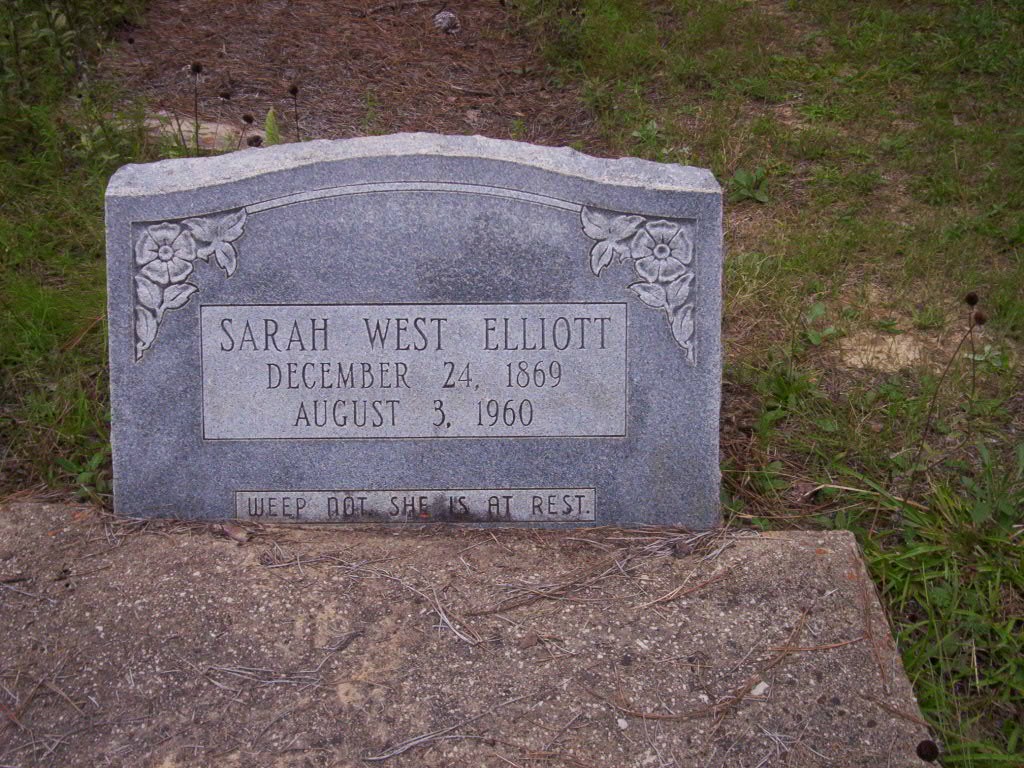 SARAH WEST ELLIOTT
DECEMBER 24, 1869
AUGUST 3, 1960
WEEP NOT, SHE IS AT REST.